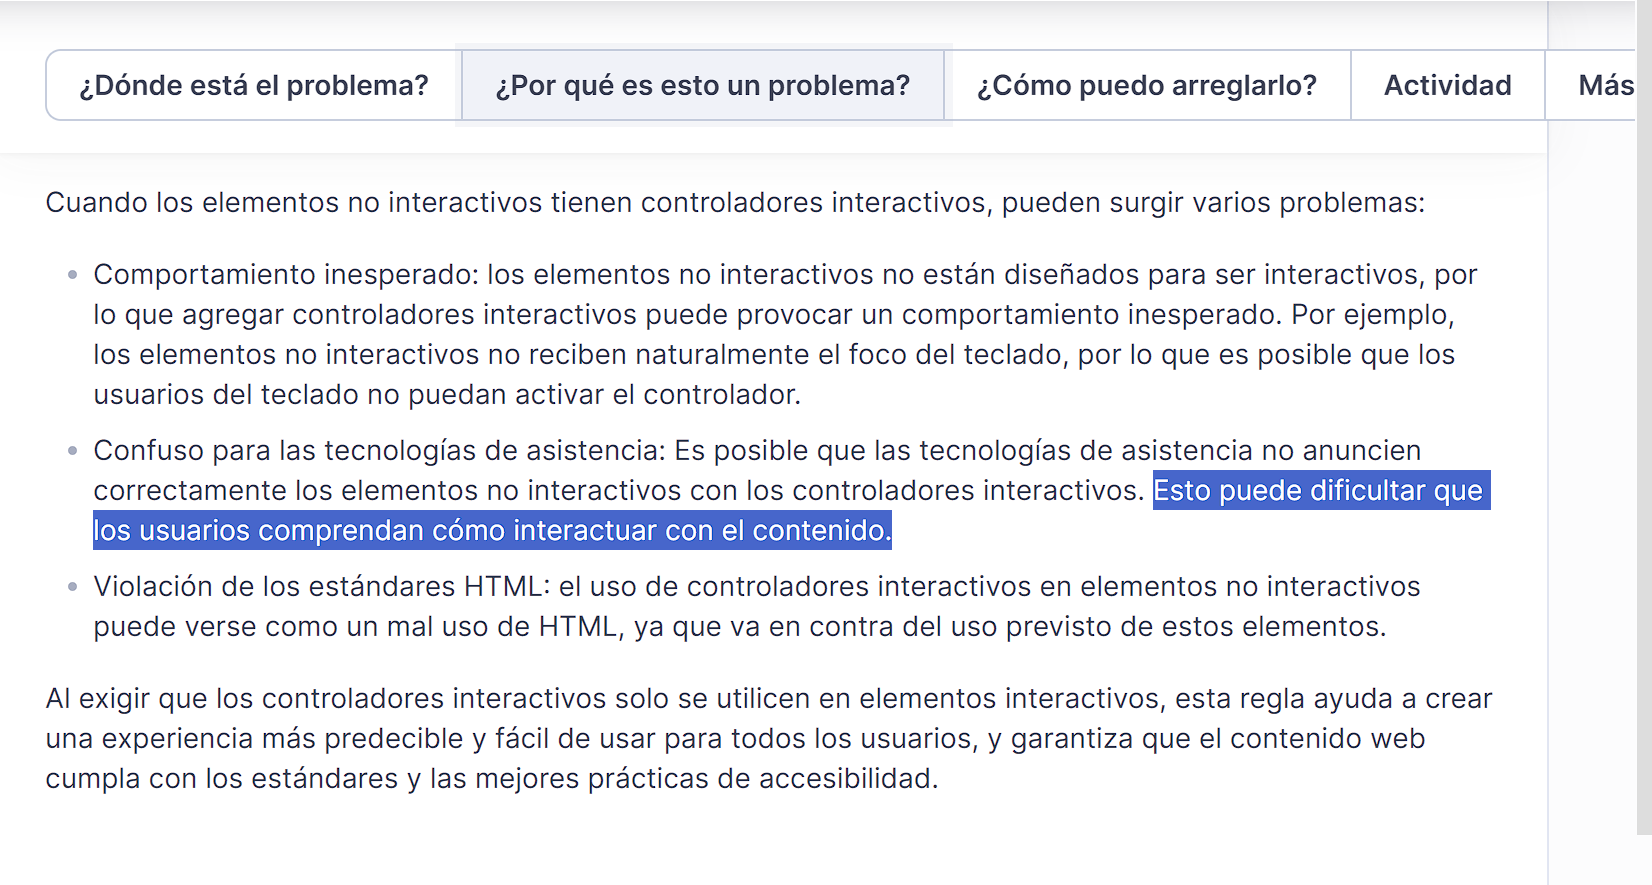 ¿Dónde está el problema?
¿Por qué es esto un problema?
¿Cómo puedo arreglarlo?
Actividad
Más
Cuando los elementos no interactivos tienen controladores interactivos, pueden surgir varios problemas:
Comportamiento inesperado: los elementos no interactivos no están diseñados para ser interactivos, por
lo que agregar controladores interactivos puede provocar un comportamiento inesperado. Por ejemplo,
los elementos no interactivos no reciben naturalmente el foco del teclado, por lo que es posible que los
usuarios del teclado no puedan activar el controlador.
Confuso para las tecnologías de asistencia: Es posible que las tecnologías de asistencia no anuncien
correctamente los elementos no interactivos con los controladores interactivos. Esto puede dificultar que
los usuarios comprendan cómo interactuar con el contenido.
Violación de los estándares HTML: el uso de controladores interactivos en elementos no interactivos
puede verse como un mal uso de HTML, ya que va en contra del uso previsto de estos elementos.
Al exigir que los controladores interactivos solo se utilicen en elementos interactivos, esta regla ayuda a crear
una experiencia más predecible y fácil de usar para todos los usuarios, y garantiza que el contenido web
cumpla con los estándares y las mejores prácticas de accesibilidad.